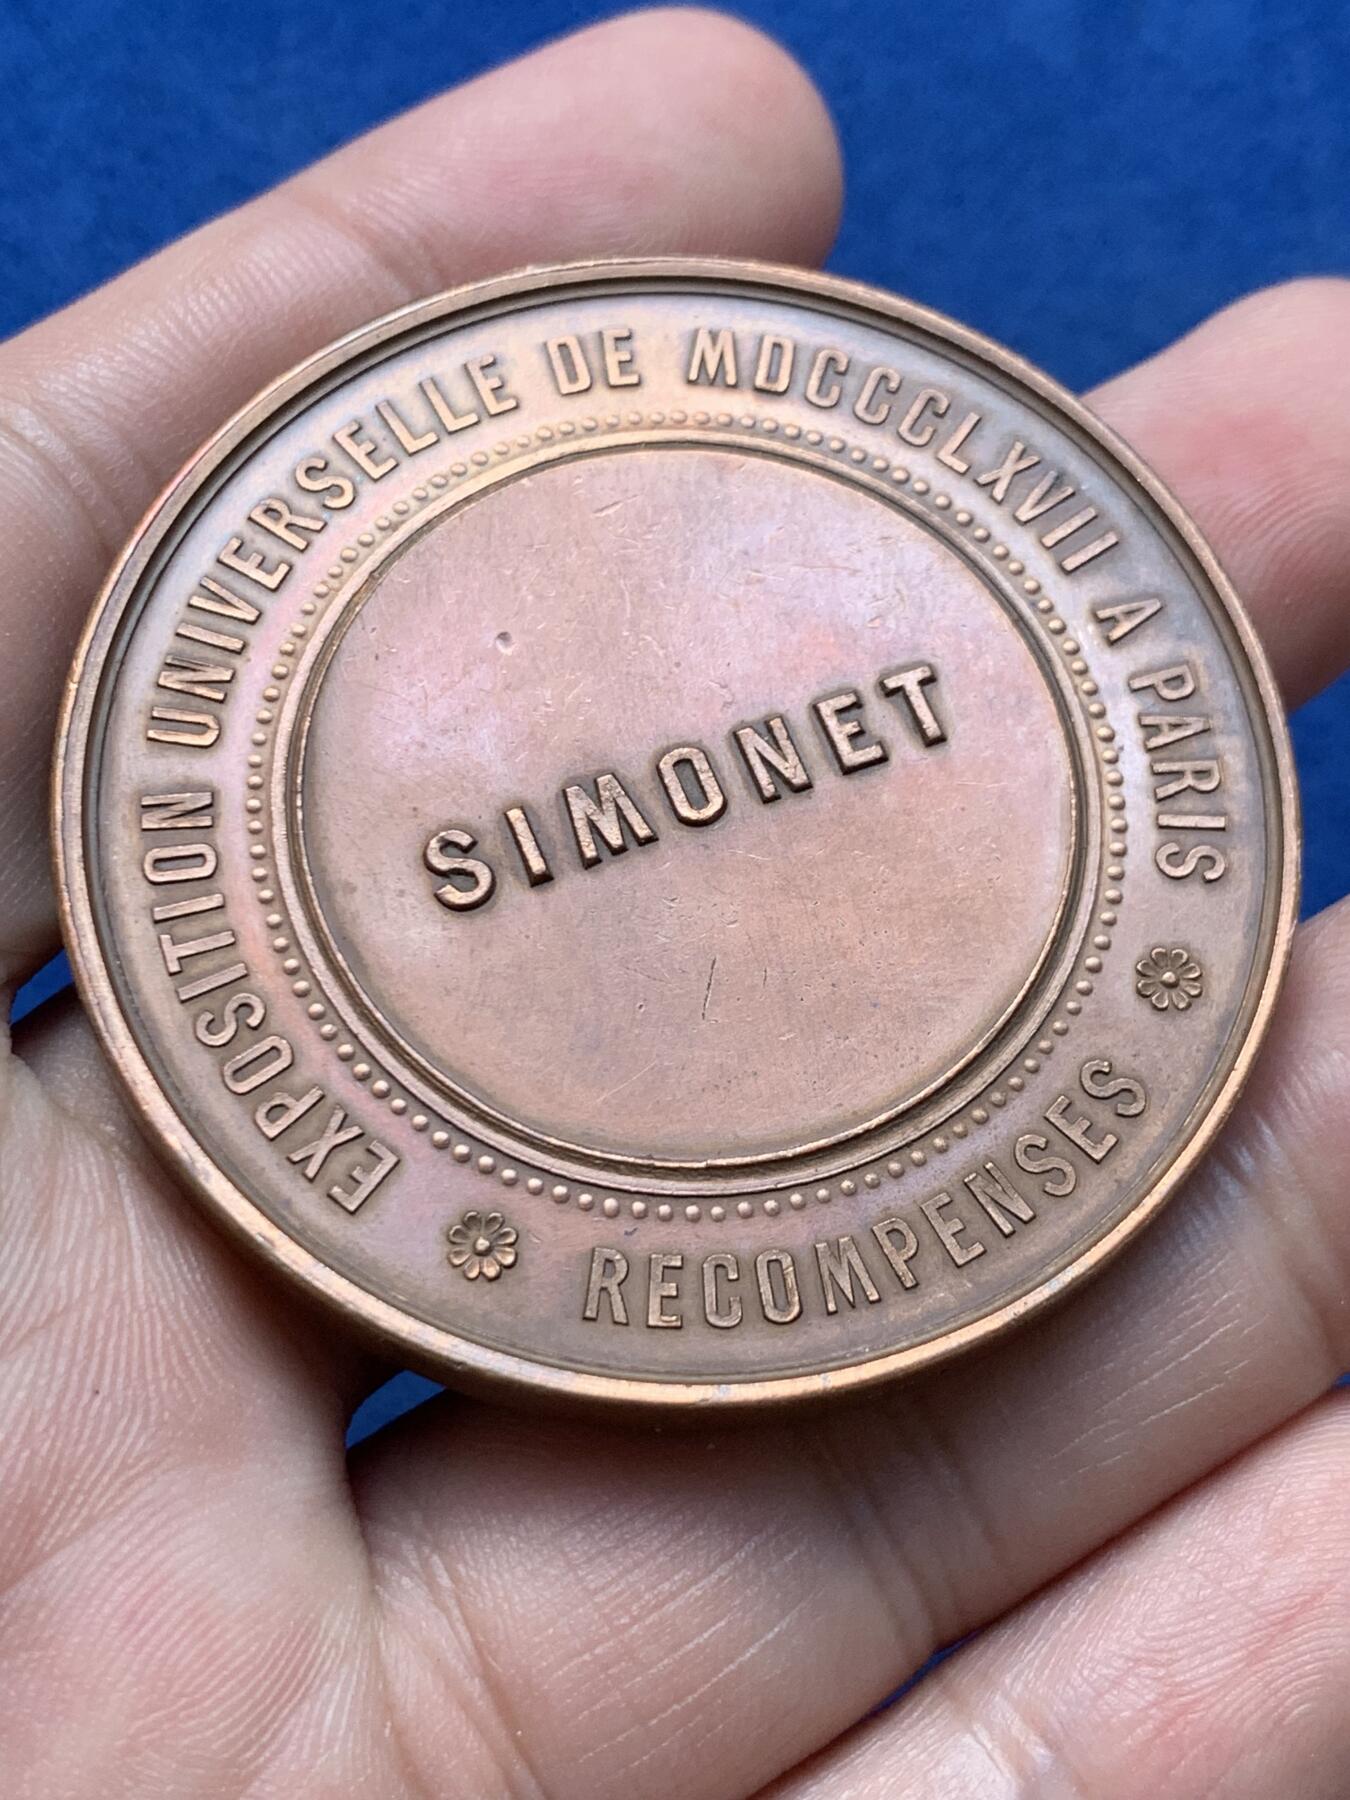 EXPOSITION UNIVERSELLE DE MDCCCLXVII A PARIS
SIMONET
RECOMPENSES